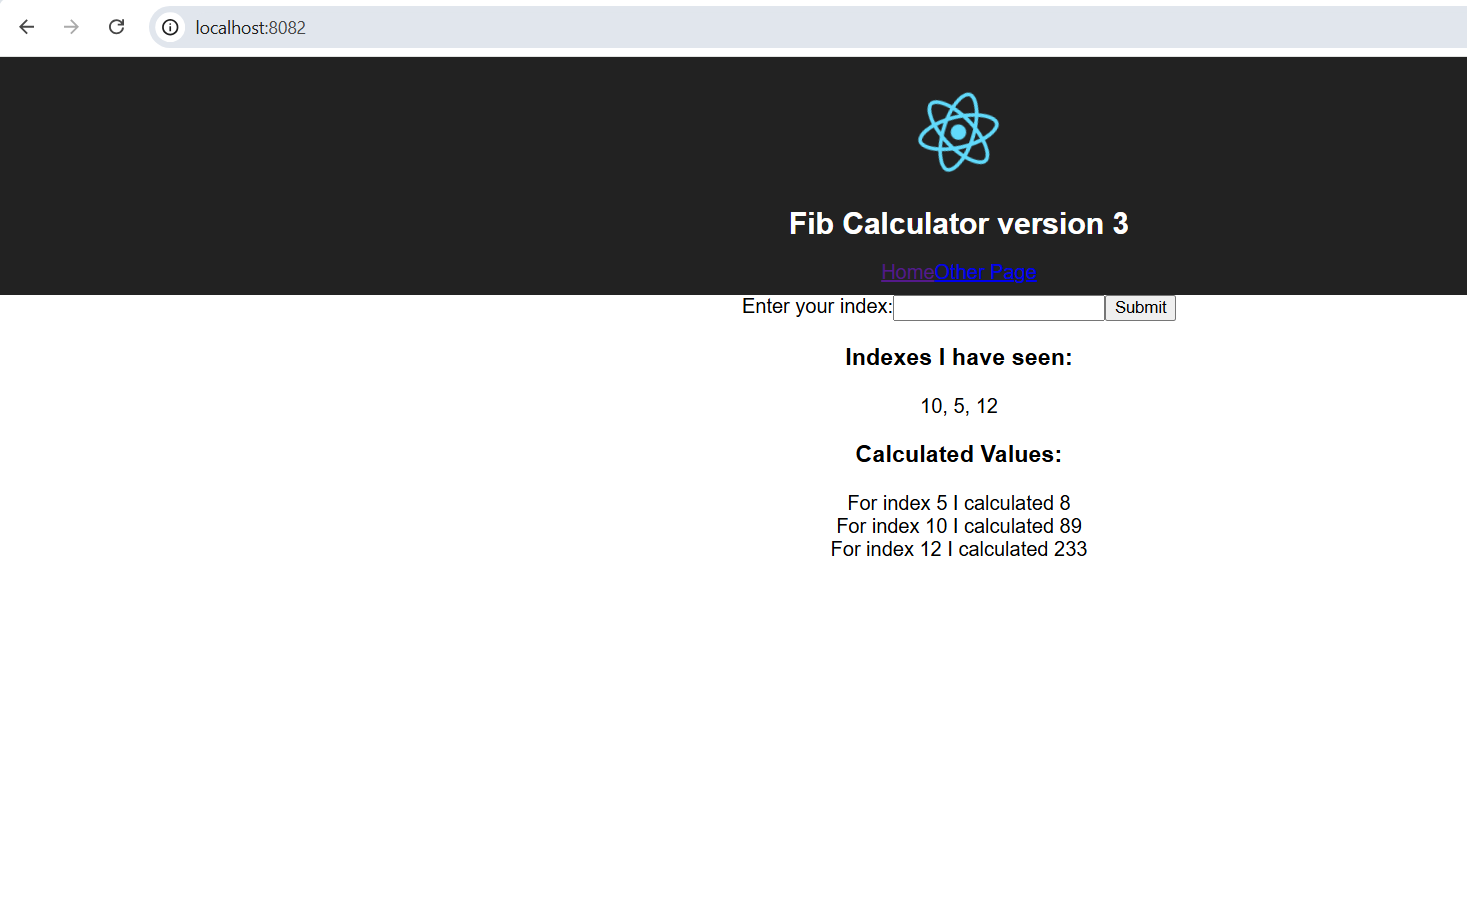 localhost:8082
Fib Calculator version 3
HomeOther Page
Enter your index: Submit
Indexes I have seen:
10, 5, 12
Calculated Values:
For index 5 I calculated 8
For index 10 I calculated 89
For index 12 I calculated 233